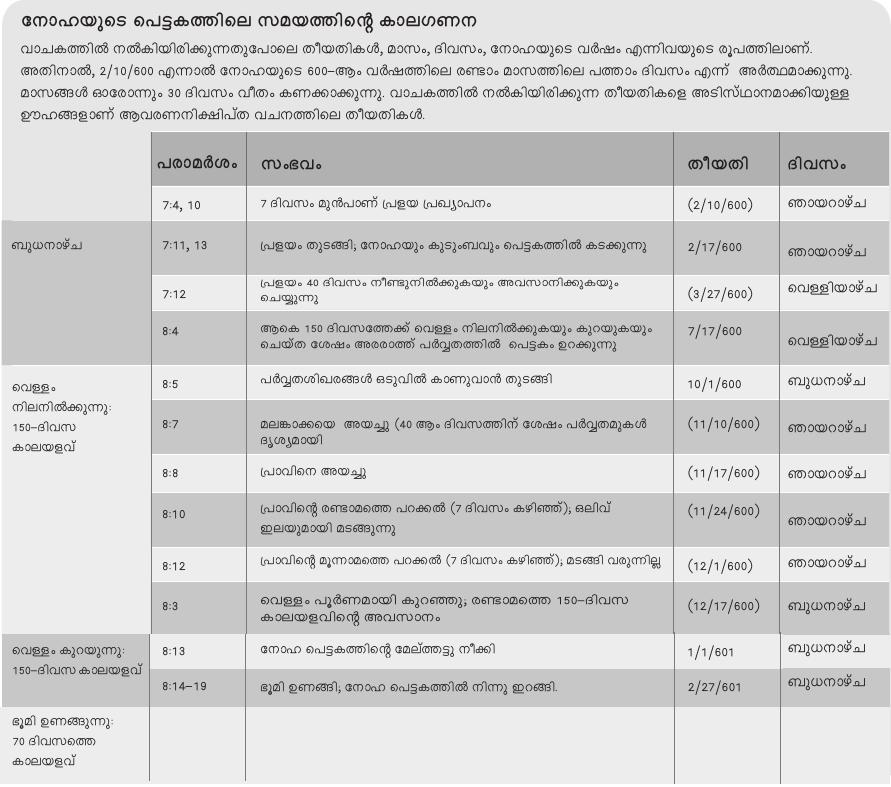 നോഹയുടെ പെട്ടകത്തിലെ സമയത്തിന്റെ കാലഗണന
വാചകത്തിൽ നൽകിയിരിക്കുന്നതുപോലെ തീയതികൾ, മാസം, ദിവസം, നോഹയുടെ വർഷം എന്നിവയുടെ രൂപത്തിലാണ്.
അതിനാൽ, 2/10/600 എന്നാൽ നോഹയുടെ 600-ആം വർഷത്തിലെ രണ്ടാം മാസത്തിലെ പത്താം ദിവസം എന്ന് അർത്ഥമാക്കുന്നു.
മാസങ്ങൾ ഓരോന്നും 30 ദിവസം വീതം കണക്കാക്കുന്നു. വാചകത്തിൽ നൽകിയിരിക്കുന്ന തീയതികളെ അടിസ്ഥാനമാക്കിയുള്ള
ഊഹങ്ങളാണ് ആവരണനിക്ഷിപ്ത വചനത്തിലെ തീയതികൾ.
പരാമർശം സംഭവം തീയതി ദിവസം
7:4, 10 7 ദിവസം മുൻപാണ് പ്രളയ പ്രഖ്യാപനം (2/10/600) ഞായറാഴ്ച
ബുധനാഴ്ച 7:11, 13 പ്രളയം തുടങ്ങി; നോഹയും കുടുംബവും പെട്ടകത്തിൽ കടക്കുന്നു 2/17/600 ഞായറാഴ്ച
7:12 പ്രളയം 40 ദിവസം നീണ്ടുനിൽക്കുകയും അവസാനിക്കുകയും
ചെയ്യുന്നു (3/27/600) വെള്ളിയാഴ്ച
8:4 ആകെ 150 ദിവസത്തേക്ക് വെള്ളം നിലനിൽക്കുകയും കുറയുകയും
ചെയ്ത ശേഷം അരരാത്ത് പർവ്വതത്തിൽ പെട്ടകം ഉറക്കുന്നു 7/17/600 വെള്ളിയാഴ്ച
8:5 പർവ്വതശിഖരങ്ങൾ ഒടുവിൽ കാണുവാൻ തുടങ്ങി 10/1/600 ബുധനാഴ്ച
വെള്ളം
നിലനിൽക്കുന്നു:
150-ദിവസ
കാലയളവ്
8:7 മലങ്കാക്കയെ അയച്ചു (40 ആം ദിവസത്തിന് ശേഷം പർവ്വതമുകൾ
ദൃശ്യമായി (11/10/600) ഞായറാഴ്ച
8:8 പ്രാവിനെ അയച്ചു (11/17/600) ഞായറാഴ്ച
8:10 പ്രാവിന്റെ രണ്ടാമത്തെ പറക്കൽ (7 ദിവസം കഴിഞ്ഞ്); ഒലിവ്
ഇലയുമായി മടങ്ങുന്നു (11/24/600) ഞായറാഴ്ച
8:12 പ്രാവിന്റെ മൂന്നാമത്തെ പറക്കൽ (7 ദിവസം കഴിഞ്ഞ്); മടങ്ങി വരുന്നില്ല (12/1/600) ഞായറാഴ്ച
8:3 വെള്ളം പൂർണമായി കുറഞ്ഞു; രണ്ടാമത്തെ 150-ദിവസ
കാലയളവിന്റെ അവസാനം (12/17/600) ബുധനാഴ്ച
വെള്ളം കുറയുന്നു:
150-ദിവസ കാലയളവ്
8:13 നോഹ പെട്ടകത്തിന്റെ മേല്ത്തട്ടു നീക്കി 1/1/601 ബുധനാഴ്ച
8:14-19 ഭൂമി ഉണങ്ങി; നോഹ പെട്ടകത്തിൽ നിന്നു ഇറങ്ങി. 2/27/601 ബുധനാഴ്ച
ഭൂമി ഉണങ്ങുന്നു:
70 ദിവസത്തെ
കാലയളവ്